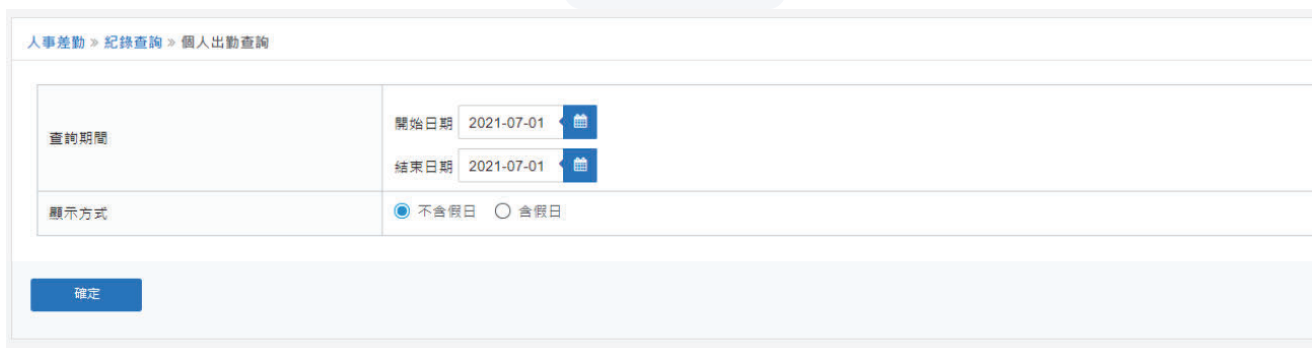 人事差勤 » 紀錄查詢 » 個人出勤查詢
查詢期間
開始日期 2021-07-01
結束日期 2021-07-01
顯示方式
不含假日 含假日
確定